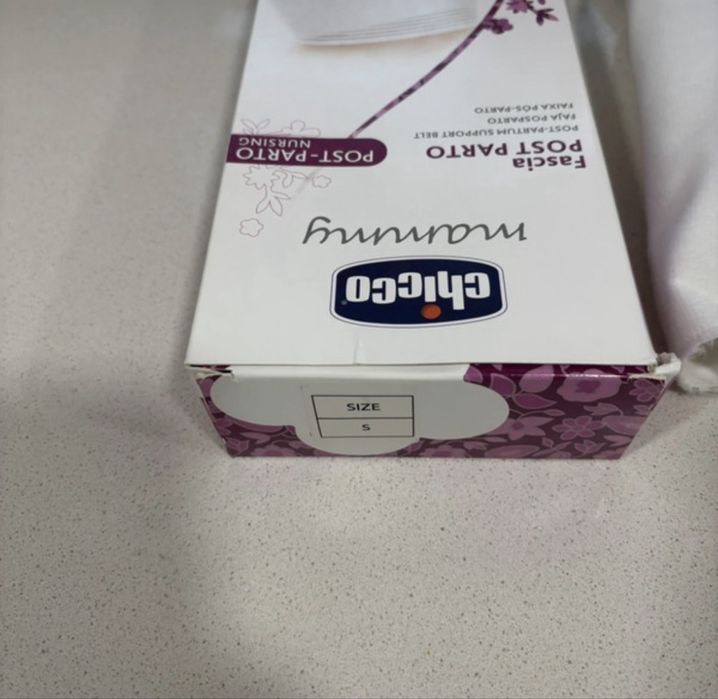 chicco
mammy
Fascia
POST PARTO
POST-PARTUM SUPPORT BELT
FAJA POSPARTO
FAIXA PÓS-PARTO
POST-PARTO
NURSING
SIZE
S